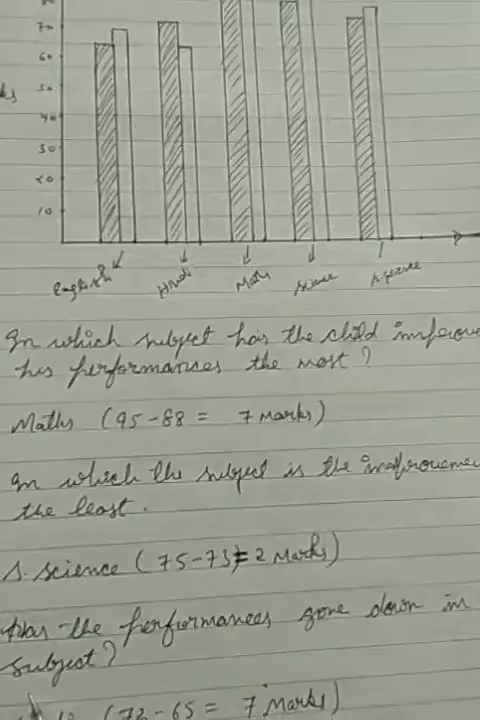 70
60
50
40
30
20
10
English Hindi Maths Science S.science
In which subject has the child
his performances the most?
Maths (95-88 = 7 Marks)
In which the subject is the
the least.
S. science (75-73 = 2 Marks)
Has the performances gone down in
subject?
(72-65 = 7 Marks)